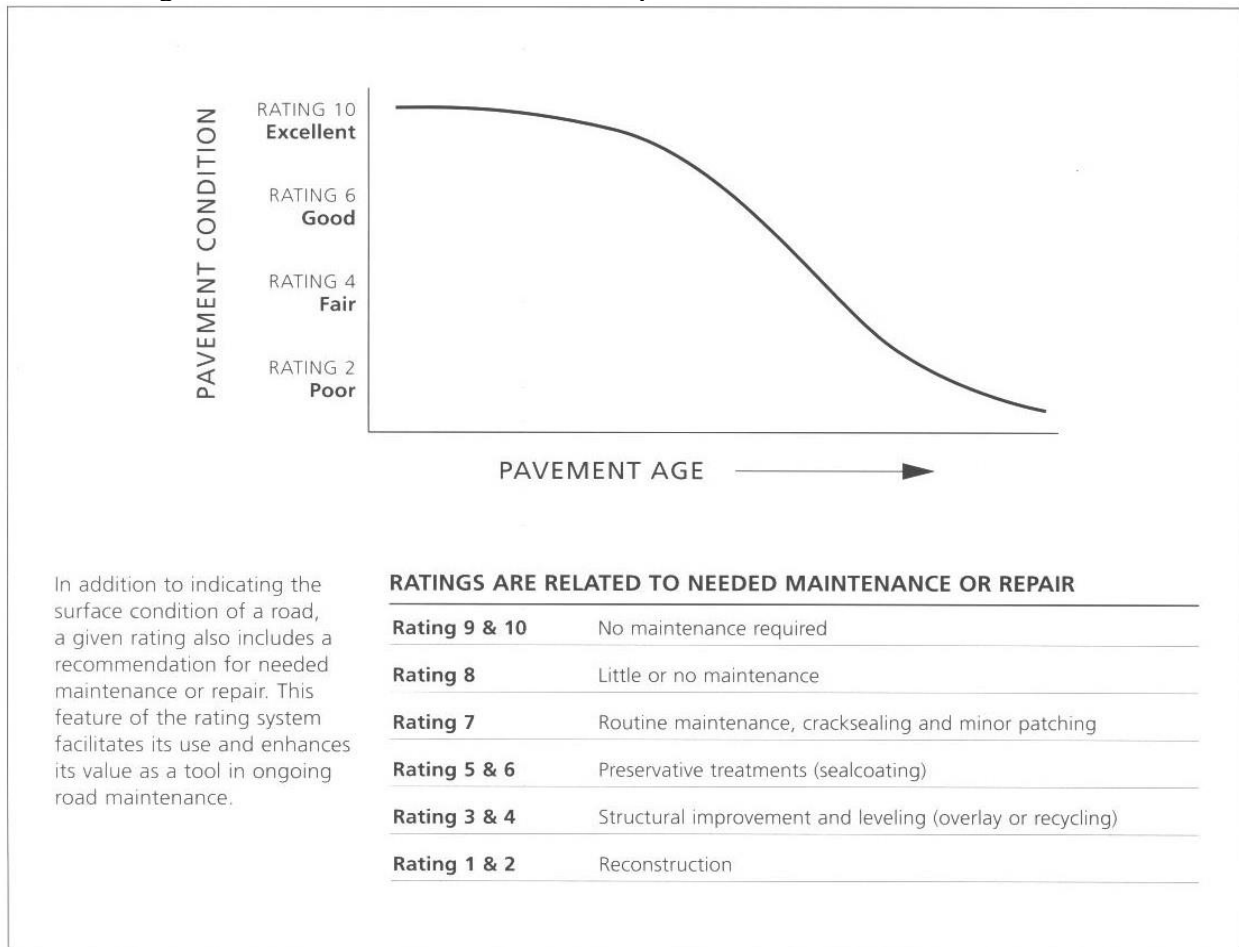 PAVEMENT CONDITION
RATING 10
Excellent
RATING 6
Good
RATING 4
Fair
RATING 2
Poor
PAVEMENT AGE
In addition to indicating the
surface condition of a road,
a given rating also includes a
recommendation for needed
maintenance or repair. This
feature of the rating system
facilitates its use and enhances
its value as a tool in ongoing
road maintenance.
RATINGS ARE RELATED TO NEEDED MAINTENANCE OR REPAIR
Rating 9 & 10 No maintenance required
Rating 8 Little or no maintenance
Rating 7 Routine maintenance, cracksealing and minor patching
Rating 5 & 6 Preservative treatments (sealcoating)
Rating 3 & 4 Structural improvement and leveling (overlay or recycling)
Rating 1 & 2 Reconstruction